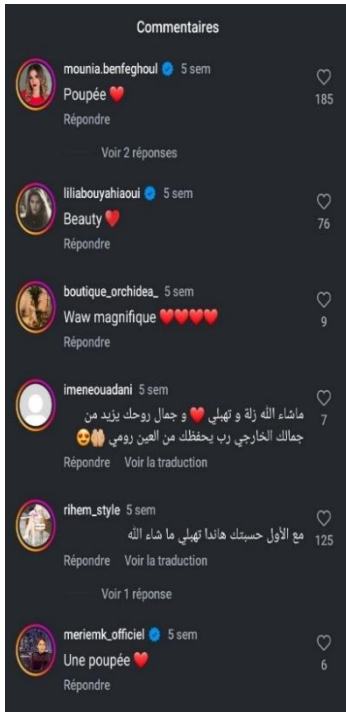 Commentaires
mounia.benfeghoul 5 sem
Poupée ❤️
185
Répondre
Voir 2 réponses
liliabouyahiaoui 5 sem
Beauty ❤️
76
Répondre
boutique_orchidea_ 5 sem
Waw magnifique ❤️❤️❤️❤️
9
Répondre
imeneouadani 5 sem
ماشاء الله زلة و تهبلي ❤️ و جمال روحك يزيد من
7
جمالك الخارجي رب يحفظك من العين رومي 🤲🏼😍
Répondre Voir la traduction
rihem_style 5 sem
مع الأول حسبتك هاندا تهبلي ما شاء الله
125
Répondre Voir la traduction
Voir 1 réponse
meriemk_officiel 5 sem
Une poupée ❤️
6
Répondre